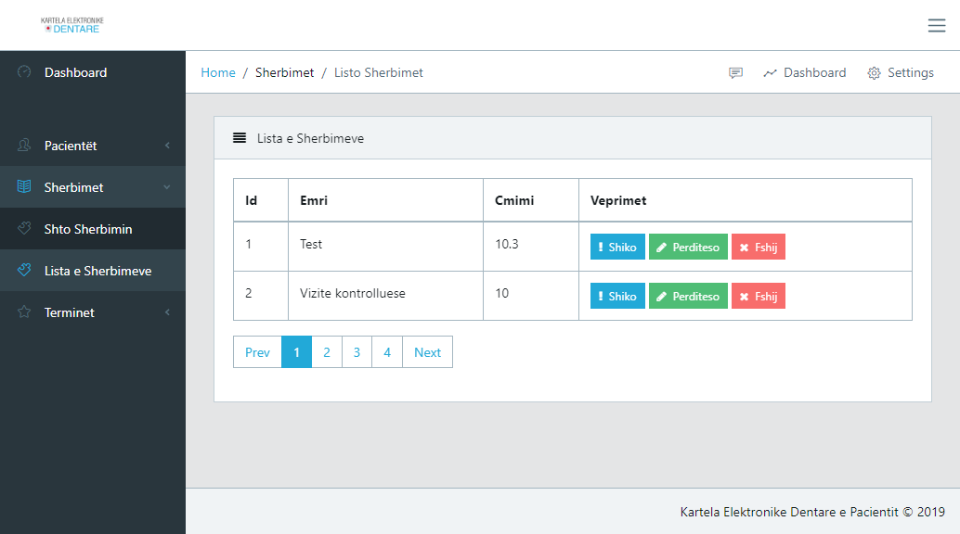 KARTELA ELEKTRONIKE
DENTARE
Dashboard
Home / Sherbimet / Listo Sherbimet
Dashboard
Settings
Pacientët
Sherbimet
Shto Sherbimin
Lista e Sherbimeve
Terminet
Lista e Sherbimeve
Id Emri Cmimi Veprimet
1 Test 10.3 Shiko Perditeso Fshij
2 Vizite kontrolluese 10 Shiko Perditeso Fshij
Prev 1 2 3 4 Next
Kartela Elektronike Dentare e Pacientit © 2019